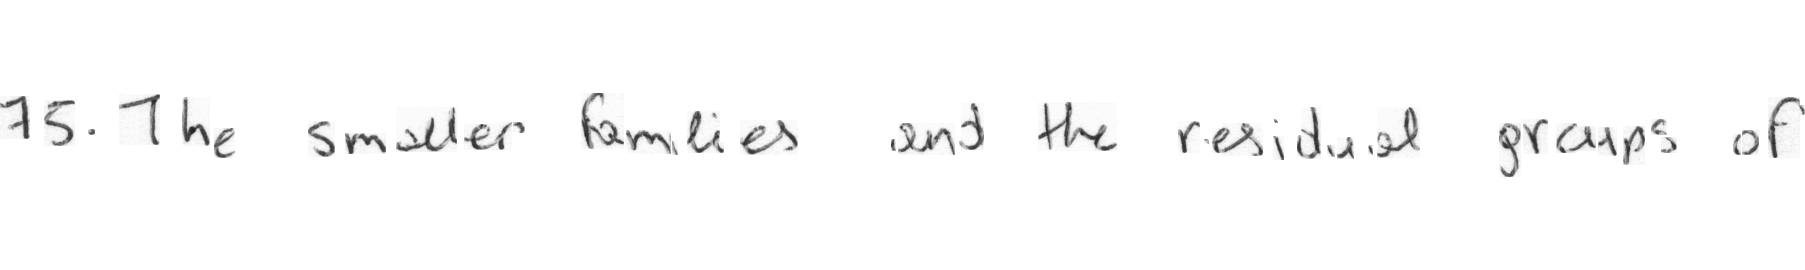 75. The smaller families and the residual groups of